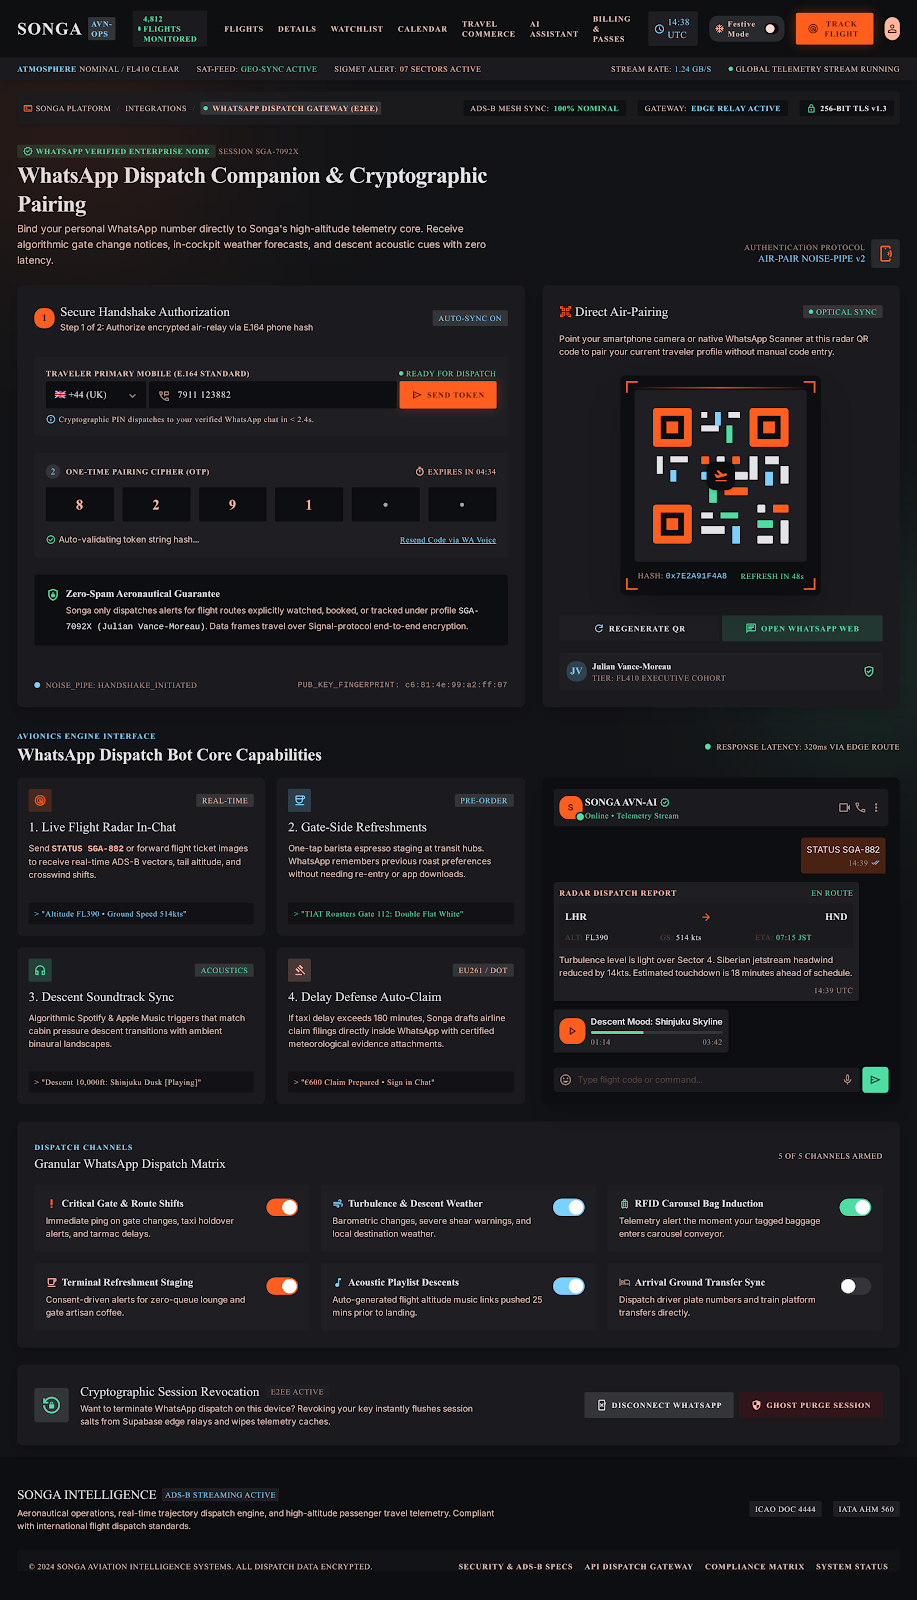 SONGA
AVN-
OPS
4,812
FLIGHTS
MONITORED
FLIGHTS
DETAILS
WATCHLIST
CALENDAR
TRAVEL
COMMERCE
AI
ASSISTANT
BILLING
&
PASSES
14:38
UTC
Festive
Mode
TRACK
FLIGHT
ATMOSPHERE NOMINAL / FL410 CLEAR
SAT-FEED: GEO-SYNC ACTIVE
SIGMET ALERT: 07 SECTORS ACTIVE
STREAM RATE: 1.24 GB/S
GLOBAL TELEMETRY STREAM RUNNING
SONGA PLATFORM / INTEGRATIONS / WHATSAPP DISPATCH GATEWAY (E2EE)
ADS-B MESH SYNC: 100% NOMINAL
GATEWAY: EDGE RELAY ACTIVE
256-BIT TLS v1.3
WHATSAPP VERIFIED ENTERPRISE NODE
SESSION SGA-7092X
WhatsApp Dispatch Companion & Cryptographic
Pairing
Bind your personal WhatsApp number directly to Songa's high-altitude telemetry core. Receive
algorithmic gate change notices, in-cockpit weather forecasts, and descent acoustic cues with zero
latency.
AUTHENTICATION PROTOCOL
AIR-PAIR NOISE-PIPE v2
1
Secure Handshake Authorization
Step 1 of 2: Authorize encrypted air-relay via E.164 phone hash
AUTO-SYNC ON
TRAVELER PRIMARY MOBILE (E.164 STANDARD)
READY FOR DISPATCH
🇬🇧 +44 (UK)
7911 123882
SEND TOKEN
Cryptographic PIN dispatches to your verified WhatsApp chat in < 2.4s.
2
ONE-TIME PAIRING CIPHER (OTP)
EXPIRES IN 04:34
8 2 9 1 • •
Auto-validating token string hash...
Resend Code via WA Voice
Zero-Spam Aeronautical Guarantee
Songa only dispatches alerts for flight routes explicitly watched, booked, or tracked under profile SGA-
7092X (Julian Vance-Moreau). Data frames travel over Signal-protocol end-to-end encryption.
NOISE_PIPE: HANDSHAKE_INITIATED
PUB_KEY_FINGERPRINT: c6:81:4e:99:a2:ff:07
Direct Air-Pairing
OPTICAL SYNC
Point your smartphone camera or native WhatsApp Scanner at this radar QR
code to pair your current traveler profile without manual code entry.
HASH: 0x7E2A91F4A8
REFRESH IN 48s
REGENERATE QR
OPEN WHATSAPP WEB
JV
Julian Vance-Moreau
TIER: FL410 EXECUTIVE COHORT
AVIONICS ENGINE INTERFACE
WhatsApp Dispatch Bot Core Capabilities
RESPONSE LATENCY: 320ms VIA EDGE ROUTE
REAL-TIME
1. Live Flight Radar In-Chat
Send STATUS SGA-882 or forward flight ticket images
to receive real-time ADS-B vectors, tail altitude, and
crosswind shifts.
> "Altitude FL390 • Ground Speed 514kts"
PRE-ORDER
2. Gate-Side Refreshments
One-tap barista espresso staging at transit hubs.
WhatsApp remembers previous roast preferences
without needing re-entry or app downloads.
> "TIAT Roasters Gate 112: Double Flat White"
ACOUSTICS
3. Descent Soundtrack Sync
Algorithmic Spotify & Apple Music triggers that match
cabin pressure descent transitions with ambient
binaural landscapes.
> "Descent 10,000ft: Shinjuku Dusk [Playing]"
EU261 / DOT
4. Delay Defense Auto-Claim
If taxi delay exceeds 180 minutes, Songa drafts airline
claim filings directly inside WhatsApp with certified
meteorological evidence attachments.
> "€600 Claim Prepared • Sign in Chat"
S
SONGA AVN-AI
Online • Telemetry Stream
STATUS SGA-882
14:39
RADAR DISPATCH REPORT
EN ROUTE
LHR → HND
ALT: FL390
GS: 514 kts
ETA: 07:15 JST
Turbulence level is light over Sector 4. Siberian jetstream headwind
reduced by 14kts. Estimated touchdown is 18 minutes ahead of schedule.
14:39 UTC
Descent Mood: Shinjuku Skyline
01:14
03:42
Type flight code or command...
DISPATCH CHANNELS
Granular WhatsApp Dispatch Matrix
5 OF 5 CHANNELS ARMED
Critical Gate & Route Shifts
Immediate ping on gate changes, taxi holdover
alerts, and tarmac delays.
Turbulence & Descent Weather
Barometric changes, severe shear warnings, and
local destination weather.
RFID Carousel Bag Induction
Telemetry alert the moment your tagged baggage
enters carousel conveyor.
Terminal Refreshment Staging
Consent-driven alerts for zero-queue lounge and
gate artisan coffee.
Acoustic Playlist Descents
Auto-generated flight altitude music links pushed 25
mins prior to landing.
Arrival Ground Transfer Sync
Dispatch driver plate numbers and train platform
transfers directly.
Cryptographic Session Revocation
E2EE ACTIVE
Want to terminate WhatsApp dispatch on this device? Revoking your key instantly flushes session
salts from Supabase edge relays and wipes telemetry caches.
DISCONNECT WHATSAPP
GHOST PURGE SESSION
SONGA INTELLIGENCE
ADS-B STREAMING ACTIVE
Aeronautical operations, real-time trajectory dispatch engine, and high-altitude passenger travel telemetry. Compliant
with international flight dispatch standards.
ICAO DOC 4444
IATA AHM 560
© 2024 SONGA AVIATION INTELLIGENCE SYSTEMS. ALL DISPATCH DATA ENCRYPTED.
SECURITY & ADS-B SPECS
API DISPATCH GATEWAY
COMPLIANCE MATRIX
SYSTEM STATUS